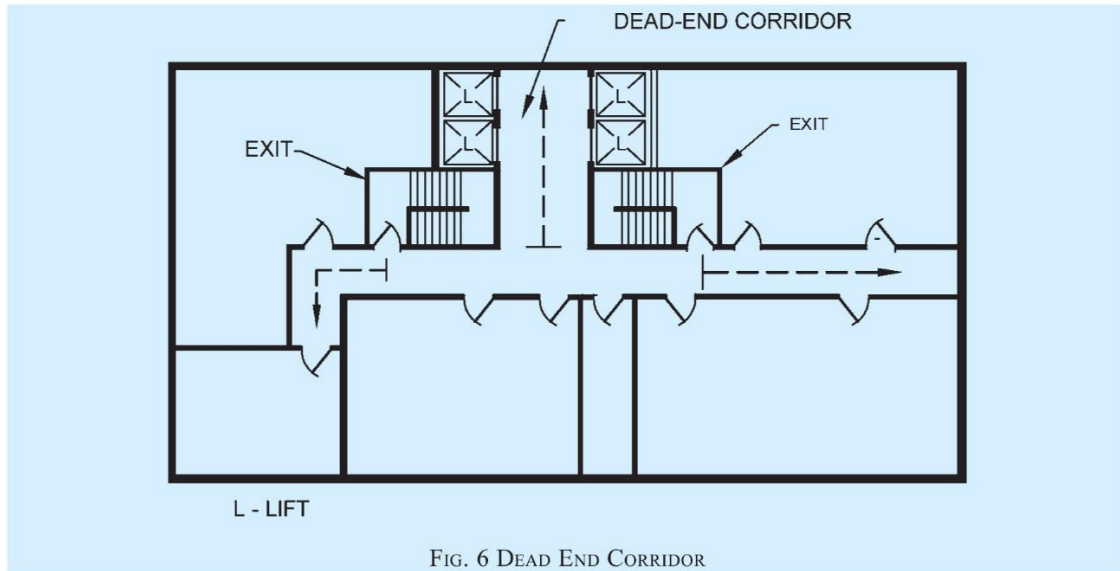 DEAD-END CORRIDOR
L
L
EXIT
EXIT
L
L
L - LIFT
FIG. 6 DEAD END CORRIDOR